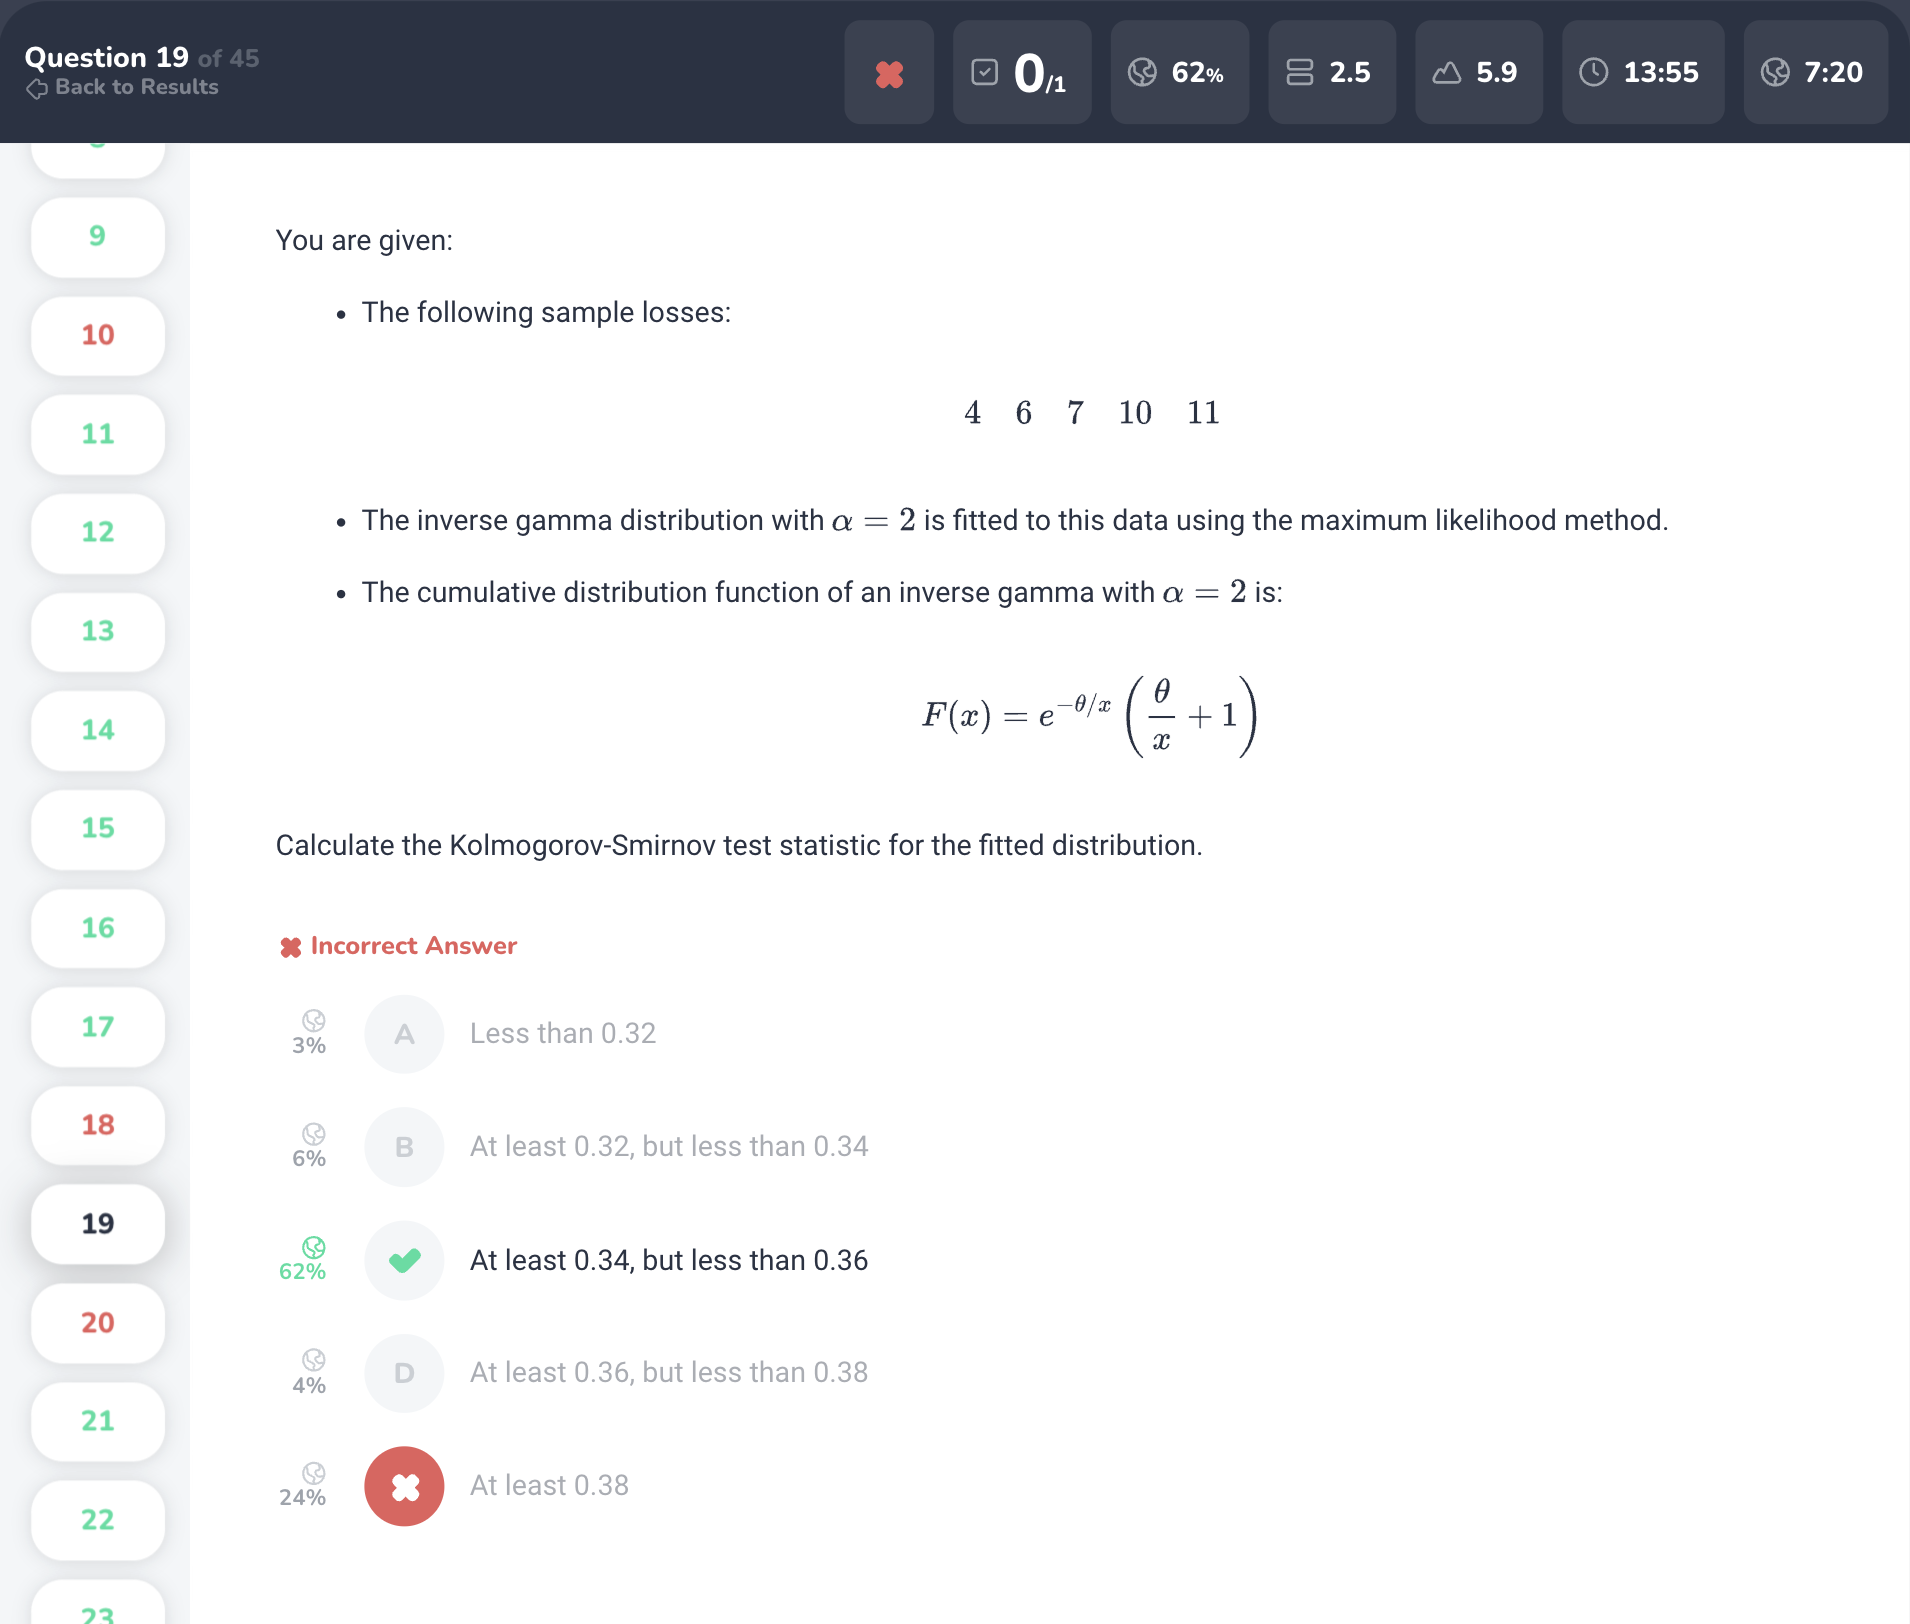 Question 19 of 45
Back to Results
0/1
62%
2.5
5.9
13:55
7:20
9
10
11
12
13
14
15
16
17
18
19
20
21
22
23
You are given:
• The following sample losses:
4 6 7 10 11
• The inverse gamma distribution with α = 2 is fitted to this data using the maximum likelihood method.
• The cumulative distribution function of an inverse gamma with α = 2 is:
F(x) = e^{-θ/x} (θ/x + 1)
Calculate the Kolmogorov-Smirnov test statistic for the fitted distribution.
Incorrect Answer
3% A Less than 0.32
6% B At least 0.32, but less than 0.34
62% At least 0.34, but less than 0.36
4% D At least 0.36, but less than 0.38
24% At least 0.38